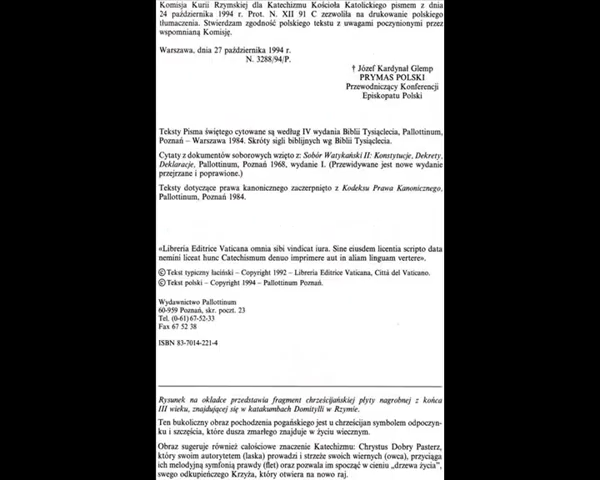 Komisja Kurii Rzymskiej dla Katechizmu Kościoła Katolickiego pismem z dnia
24 października 1994 r. Prot. N. XII 91 C zezwoliła na drukowanie polskiego
tłumaczenia. Stwierdzam zgodność polskiego tekstu z uwagami poczynionymi przez
wspomnianą Komisję.
Warszawa, dnia 27 października 1994 r.
N. 3288/94/P.
† Józef Kardynał Glemp
PRYMAS POLSKI
Przewodniczący Konferencji
Episkopatu Polski
Teksty Pisma świętego cytowane są według IV wydania Biblii Tysiąclecia, Pallottinum,
Poznań – Warszawa 1984. Skróty sigli biblijnych wg Biblii Tysiąclecia.
Cytaty z dokumentów soborowych wzięto z: Sobór Watykański II: Konstytucje, Dekrety,
Deklaracje, Pallottinum, Poznań 1968, wydanie I. (Przewidywane jest nowe wydanie
przejrzane i poprawione.)
Teksty dotyczące prawa kanonicznego zaczerpnięto z Kodeksu Prawa Kanonicznego,
Pallottinum, Poznań 1984.
«Libreria Editrice Vaticana omnia sibi vindicat iura. Sine eiusdem licentia scripto data
nemini liceat hunc Catechismum denuo imprimere aut in aliam linguam vertere».
© Tekst typiczny łaciński – Copyright 1992 – Libreria Editrice Vaticana, Cittá del Vaticano.
© Tekst polski – Copyright 1994 – Pallottinum Poznań.
Wydawnictwo Pallottinum
60-959 Poznań, skr. poczt. 23
Tel. (0-61) 67-52-33
Fax 67 52 38
ISBN 83-7014-221-4
Rysunek na okładce przedstawia fragment chrześcijańskiej płyty nagrobnej z końca
III wieku, znajdującej się w katakumbach Domitylli w Rzymie.
Ten bukoliczny obraz pochodzenia pogańskiego jest u chrześcijan symbolem odpoczyn-
ku i szczęścia, które dusza zmarłego znajduje w życiu wiecznym.
Obraz sugeruje również całościowe znaczenie Katechizmu: Chrystus Dobry Pasterz,
który swoim autorytetem (laska) prowadzi i strzeże swoich wiernych (owca), przyciąga
ich melodyjną symfonią prawdy (flet) oraz pozwala im spocząć w cieniu „drzewa życia",
swego odkupieńczego Krzyża, który otwiera na nowo raj.